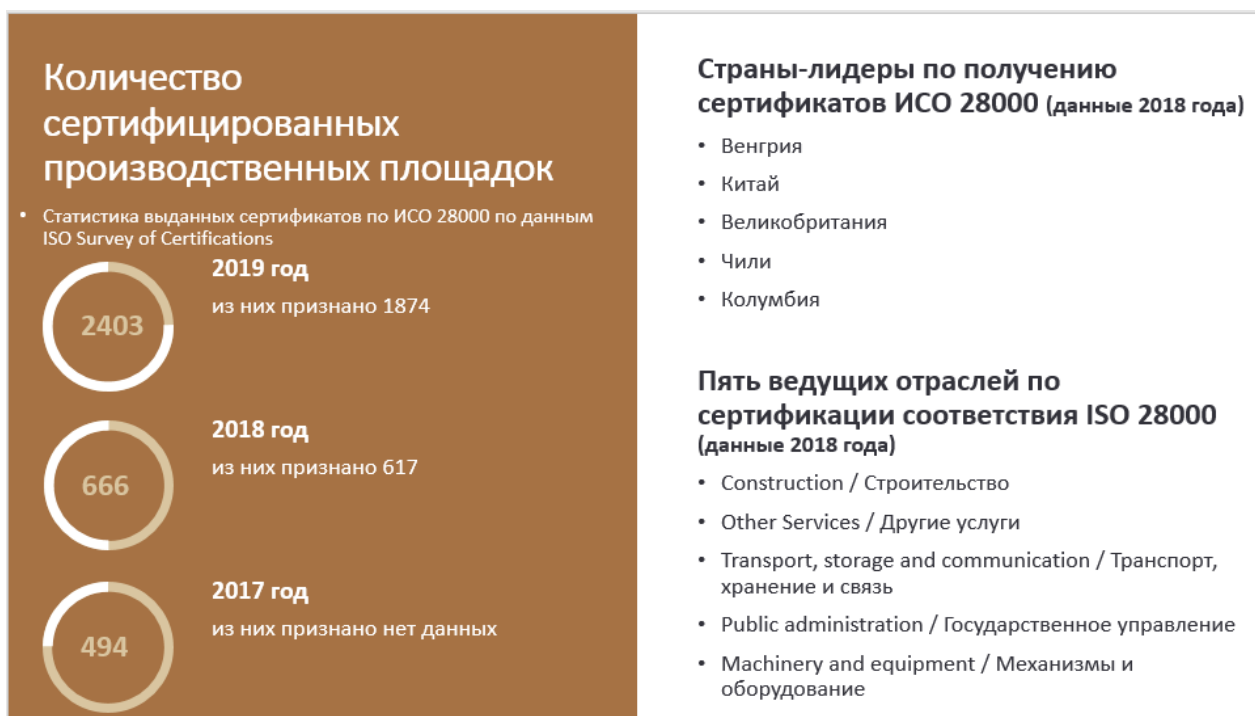 Количество
сертифицированных
производственных площадок
• Статистика выданных сертификатов по ИСО 28000 по данным
ISO Survey of Certifications
2019 год
из них признано 1874
2403
2018 год
из них признано 617
666
2017 год
из них признано нет данных
494
Страны-лидеры по получению
сертификатов ИСО 28000 (данные 2018 года)
• Венгрия
• Китай
• Великобритания
• Чили
• Колумбия
Пять ведущих отраслей по
сертификации соответствия ISO 28000
(данные 2018 года)
• Construction / Строительство
• Other Services / Другие услуги
• Transport, storage and communication / Транспорт,
хранение и связь
• Public administration / Государственное управление
• Machinery and equipment / Механизмы и
оборудование